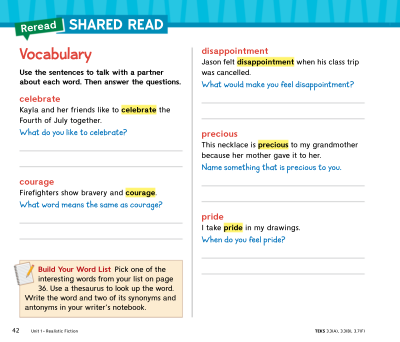 Reread SHARED READ
Vocabulary
Use the sentences to talk with a partner
about each word. Then answer the questions.
celebrate
Kayla and her friends like to celebrate the
Fourth of July together.
What do you like to celebrate?
courage
Firefighters show bravery and courage.
What word means the same as courage?
Build Your Word List Pick one of the
interesting words from your list on page
36. Use a thesaurus to look up the word.
Write the word and two of its synonyms and
antonyms in your writer's notebook.
disappointment
Jason felt disappointment when his class trip
was cancelled.
What would make you feel disappointment?
precious
This necklace is precious to my grandmother
because her mother gave it to her.
Name something that is precious to you.
pride
I take pride in my drawings.
When do you feel pride?
42 Unit 1 • Realistic Fiction
TEKS 3.3(A), 3.3(B), 3.7(F)